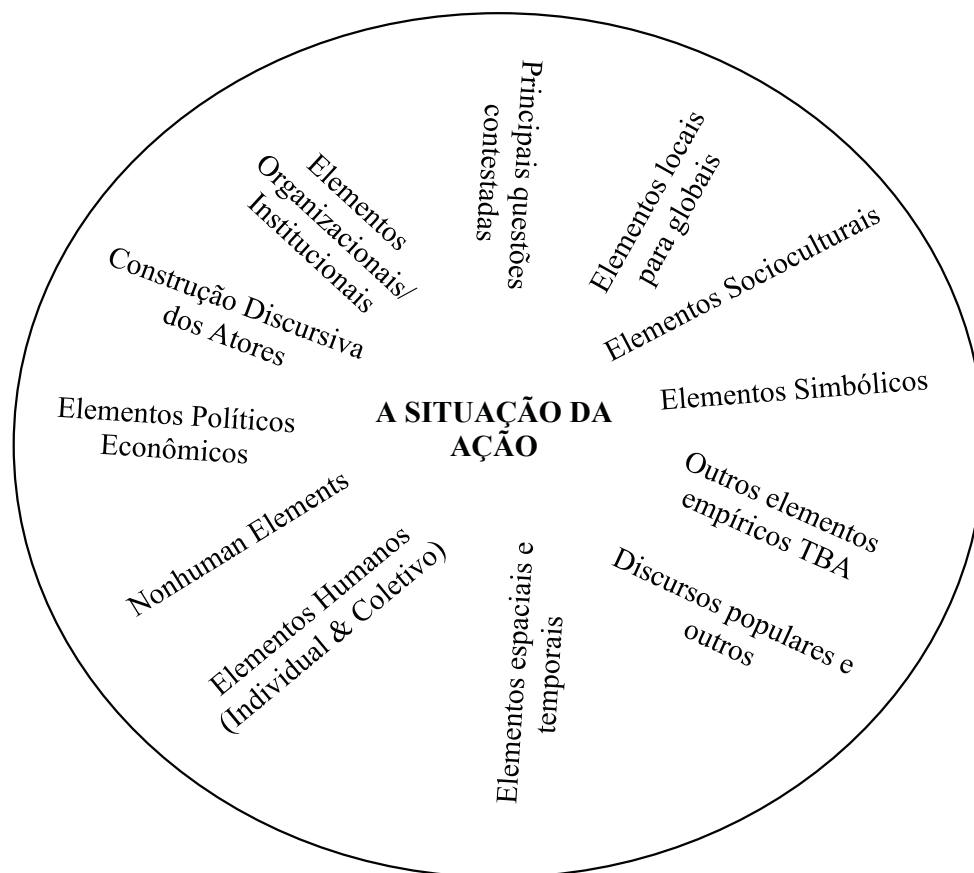 Principais questões
contestadas
Elementos locais
para globais
Elementos Socioculturais
Elementos Simbólicos
Outros elementos
empíricos TBA
Discursos populares e
outros
Elementos espaciais e
temporais
Elementos Humanos
(Individual & Coletivo)
Nonhuman Elements
Elementos Políticos
Econômicos
Construção Discursiva
dos Atores
Elementos
Organizacionais/
Institucionais
A SITUAÇÃO DA
AÇÃO